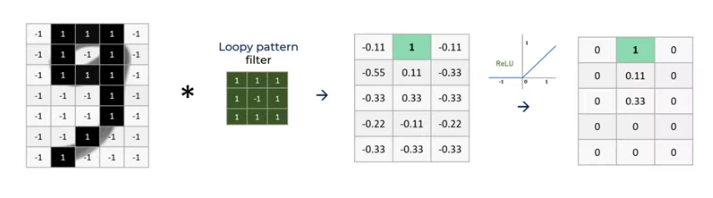 -1 1 1 1 -1
-1 1 -1 1 -1
-1 1 1 1 -1
-1 -1 -1 1 -1
-1 -1 -1 1 -1
-1 -1 1 -1 -1
-1 1 -1 -1 -1
*
Loopy pattern
filter
1 1 1
1 -1 1
1 1 1
→
-0.11 1 -0.11
-0.55 0.11 -0.33
-0.33 0.33 -0.33
-0.22 -0.11 -0.22
-0.33 -0.33 -0.33
1
ReLU
-1 0 1
→
0 1 0
0 0.11 0
0 0.33 0
0 0 0
0 0 0